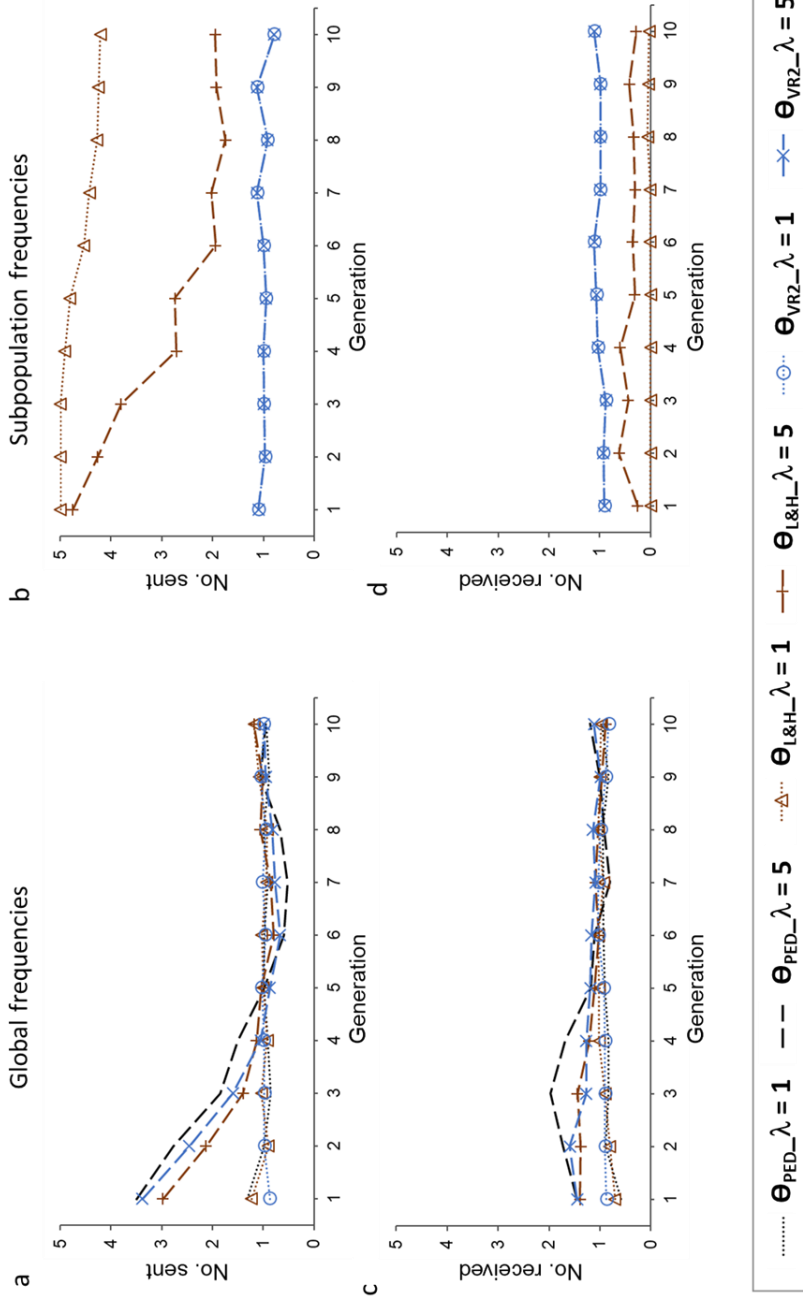 Global frequencies
Subpopulation frequencies
a
No. sent
5
4
3
2
1
0
1 2 3 4 5 6 7 8 9 10
Generation
b
No. sent
5
4
3
2
1
0
1 2 3 4 5 6 7 8 9 10
Generation
c
No. received
5
4
3
2
1
0
1 2 3 4 5 6 7 8 9 10
Generation
d
No. received
5
4
3
2
1
0
1 2 3 4 5 6 7 8 9 10
Generation
ΘPED_λ = 1 ΘPED_λ = 5 ΘL&H_λ = 1 ΘL&H_λ = 5 ΘVR2_λ = 1 ΘVR2_λ = 5